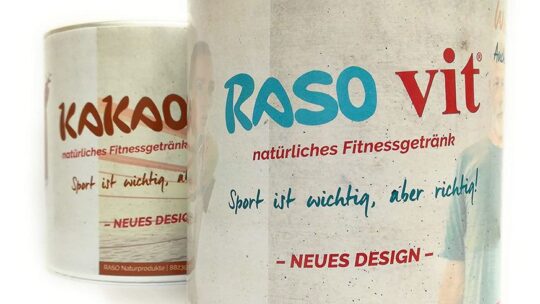 KAKAO
natürliches Fitnessgetränk
Sport ist wichtig,
– NEUES DESIGN
RASO Naturprodukte |
RASO vit®
natürliches Fitnessgetränk
Sport ist wichtig, aber richtig!
– NEUES DESIGN –